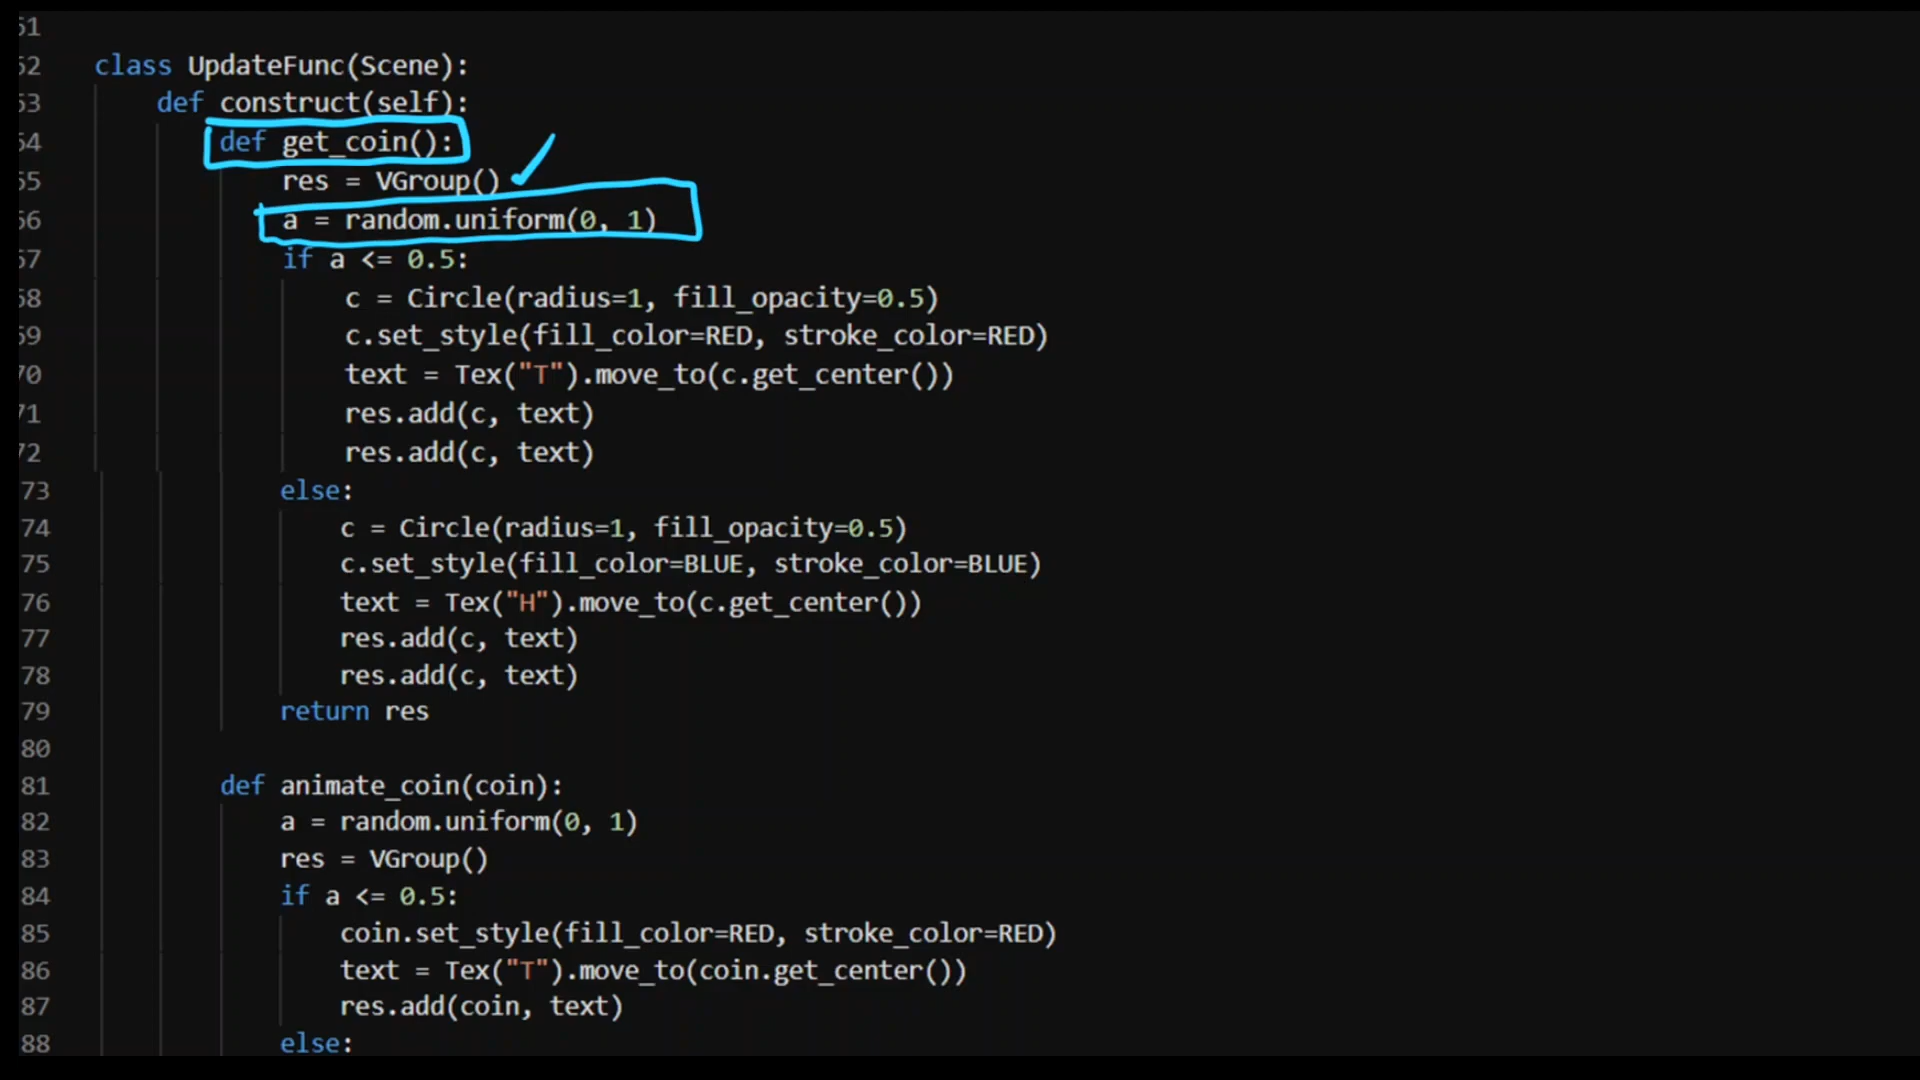 51
52 class UpdateFunc(Scene):
53 def construct(self):
54 def get_coin():
55 res = VGroup()
56 a = random.uniform(0, 1)
57 if a <= 0.5:
58 c = Circle(radius=1, fill_opacity=0.5)
59 c.set_style(fill_color=RED, stroke_color=RED)
70 text = Tex("T").move_to(c.get_center())
71 res.add(c, text)
72 res.add(c, text)
73 else:
74 c = Circle(radius=1, fill_opacity=0.5)
75 c.set_style(fill_color=BLUE, stroke_color=BLUE)
76 text = Tex("H").move_to(c.get_center())
77 res.add(c, text)
78 res.add(c, text)
79 return res
80
81 def animate_coin(coin):
82 a = random.uniform(0, 1)
83 res = VGroup()
84 if a <= 0.5:
85 coin.set_style(fill_color=RED, stroke_color=RED)
86 text = Tex("T").move_to(coin.get_center())
87 res.add(coin, text)
88 else: